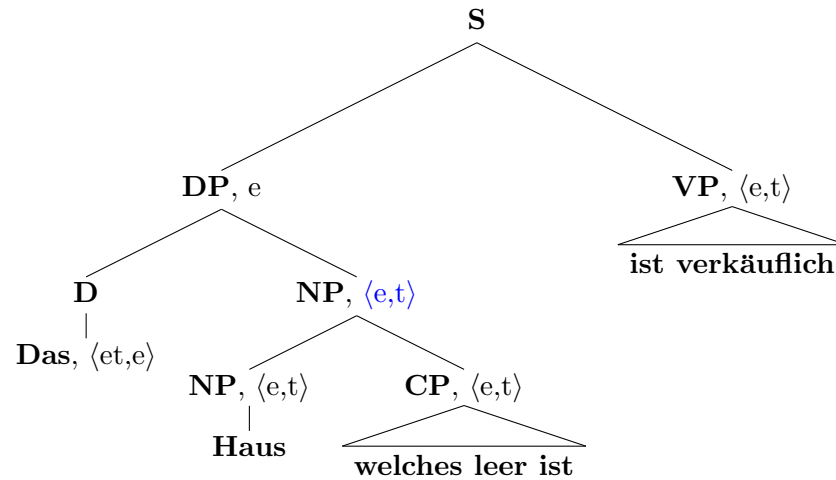 S
DP, e
VP, ⟨e,t⟩
ist verkäuflich
D
NP, ⟨e,t⟩
Das, ⟨et,e⟩
NP, ⟨e,t⟩
CP, ⟨e,t⟩
Haus
welches leer ist